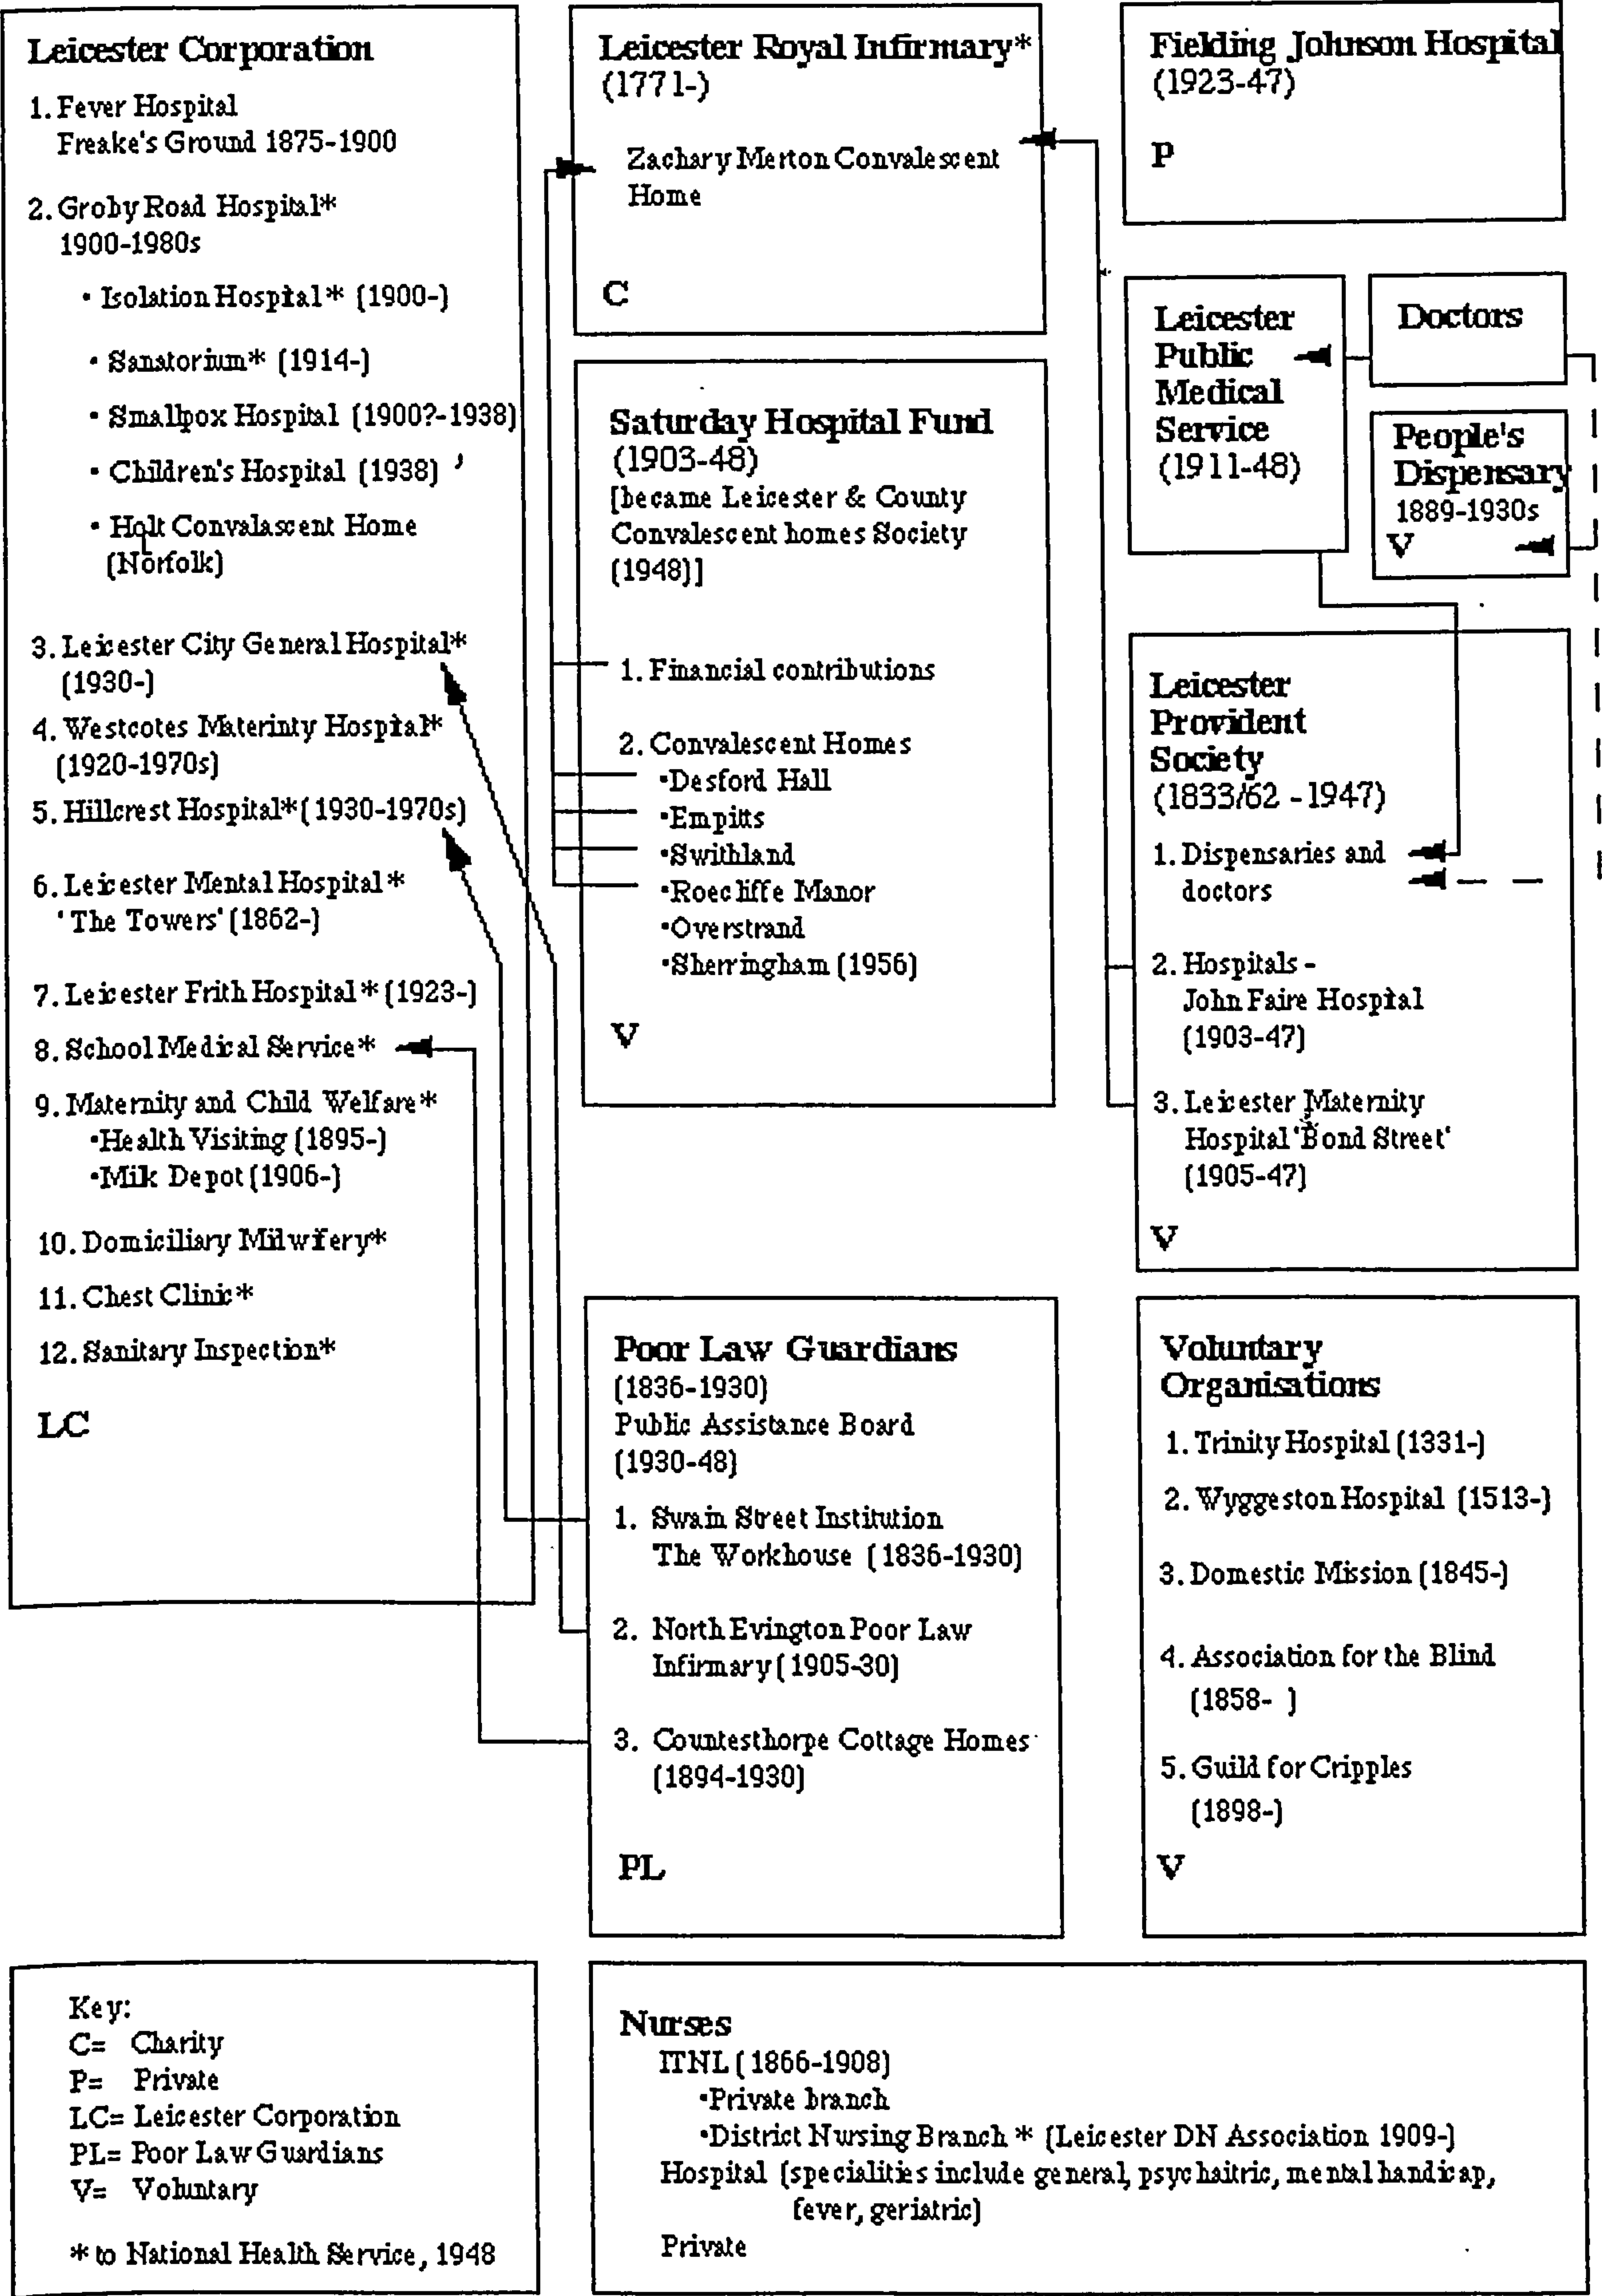 Leicester Corporation
1. Fever Hospital
Freake's Ground 1875-1900
2. Groby Road Hospital*
1900-1980s
• Isolation Hospital* (1900-)
• Sanatorium* (1914-)
• Smallpox Hospital (1900?-1938)
• Children's Hospital (1938)
• Holt Convalascent Home
(Norfolk)
3. Leicester City General Hospital*
(1930-)
4. Westcotes Materinty Hospital*
(1920-1970s)
5. Hillcrest Hospital* (1930-1970s)
6. Leicester Mental Hospital*
'The Towers' (1862-)
7. Leicester Frith Hospital* (1923-)
8. School Medical Service*
9. Maternity and Child Welfare*
•Health Visiting (1895-)
•Milk Depot (1906-)
10. Domiciliary Midwifery*
11. Chest Clinic*
12. Sanitary Inspection*
LC
Leicester Royal Infirmary*
(1771-)
Zachary Merton Convalescent
Home
C
Fielding Johnson Hospital
(1923-47)
P
Saturday Hospital Fund
(1903-48)
[became Leicester & County
Convalescent homes Society
(1948)]
1. Financial contributions
2. Convalescent Homes
•Desford Hall
•Empitts
•Swithland
•Roecliffe Manor
•Overstrand
•Sherringham (1956)
V
Leicester
Public
Medical
Service
(1911-48)
Doctors
People's
Dispensary
1889-1930s
V
Leicester
Provident
Society
(1833/62 -1947)
1. Dispensaries and
doctors
2. Hospitals -
John Faire Hospital
(1903-47)
3. Leicester Maternity
Hospital 'Bond Street'
(1905-47)
V
Poor Law Guardians
(1836-1930)
Public Assistance Board
(1930-48)
1. Swain Street Institution
The Workhouse (1836-1930)
2. North Evington Poor Law
Infirmary (1905-30)
3. Countesthorpe Cottage Homes
(1894-1930)
PL
Voluntary
Organisations
1. Trinity Hospital (1331-)
2. Wyggeston Hospital (1513-)
3. Domestic Mission (1845-)
4. Association for the Blind
(1858- )
5. Guild for Cripples
(1898-)
V
Key:
C= Charity
P= Private
LC= Leicester Corporation
PL= Poor Law Guardians
V= Voluntary
* to National Health Service, 1948
Nurses
ITNL (1866-1908)
•Private branch
•District Nursing Branch * (Leicester DN Association 1909-)
Hospital (specialities include general, psychaitric, mental handicap,
fever, geriatric)
Private